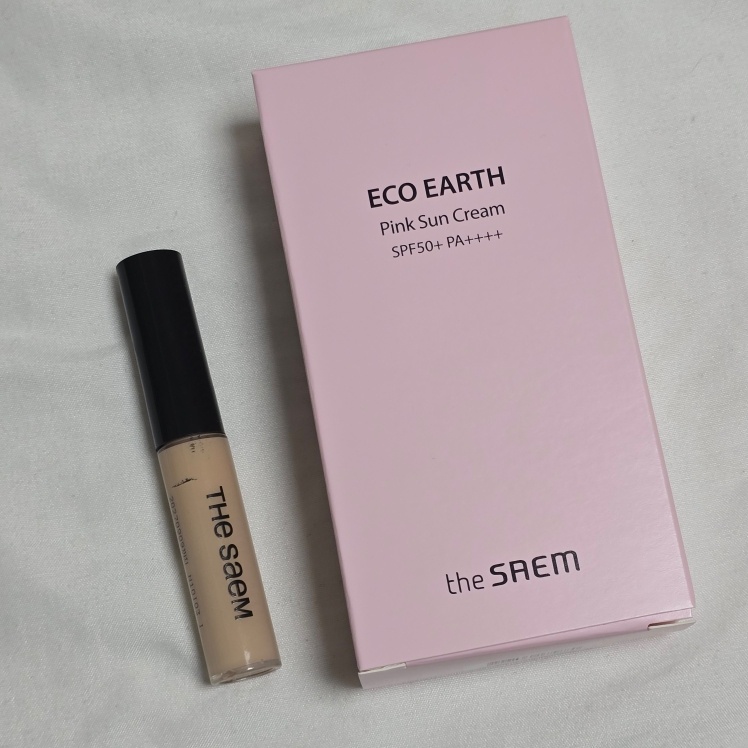 ECO EARTH
Pink Sun Cream
SPF50+ PA++++
the SAEM
THE SAEM